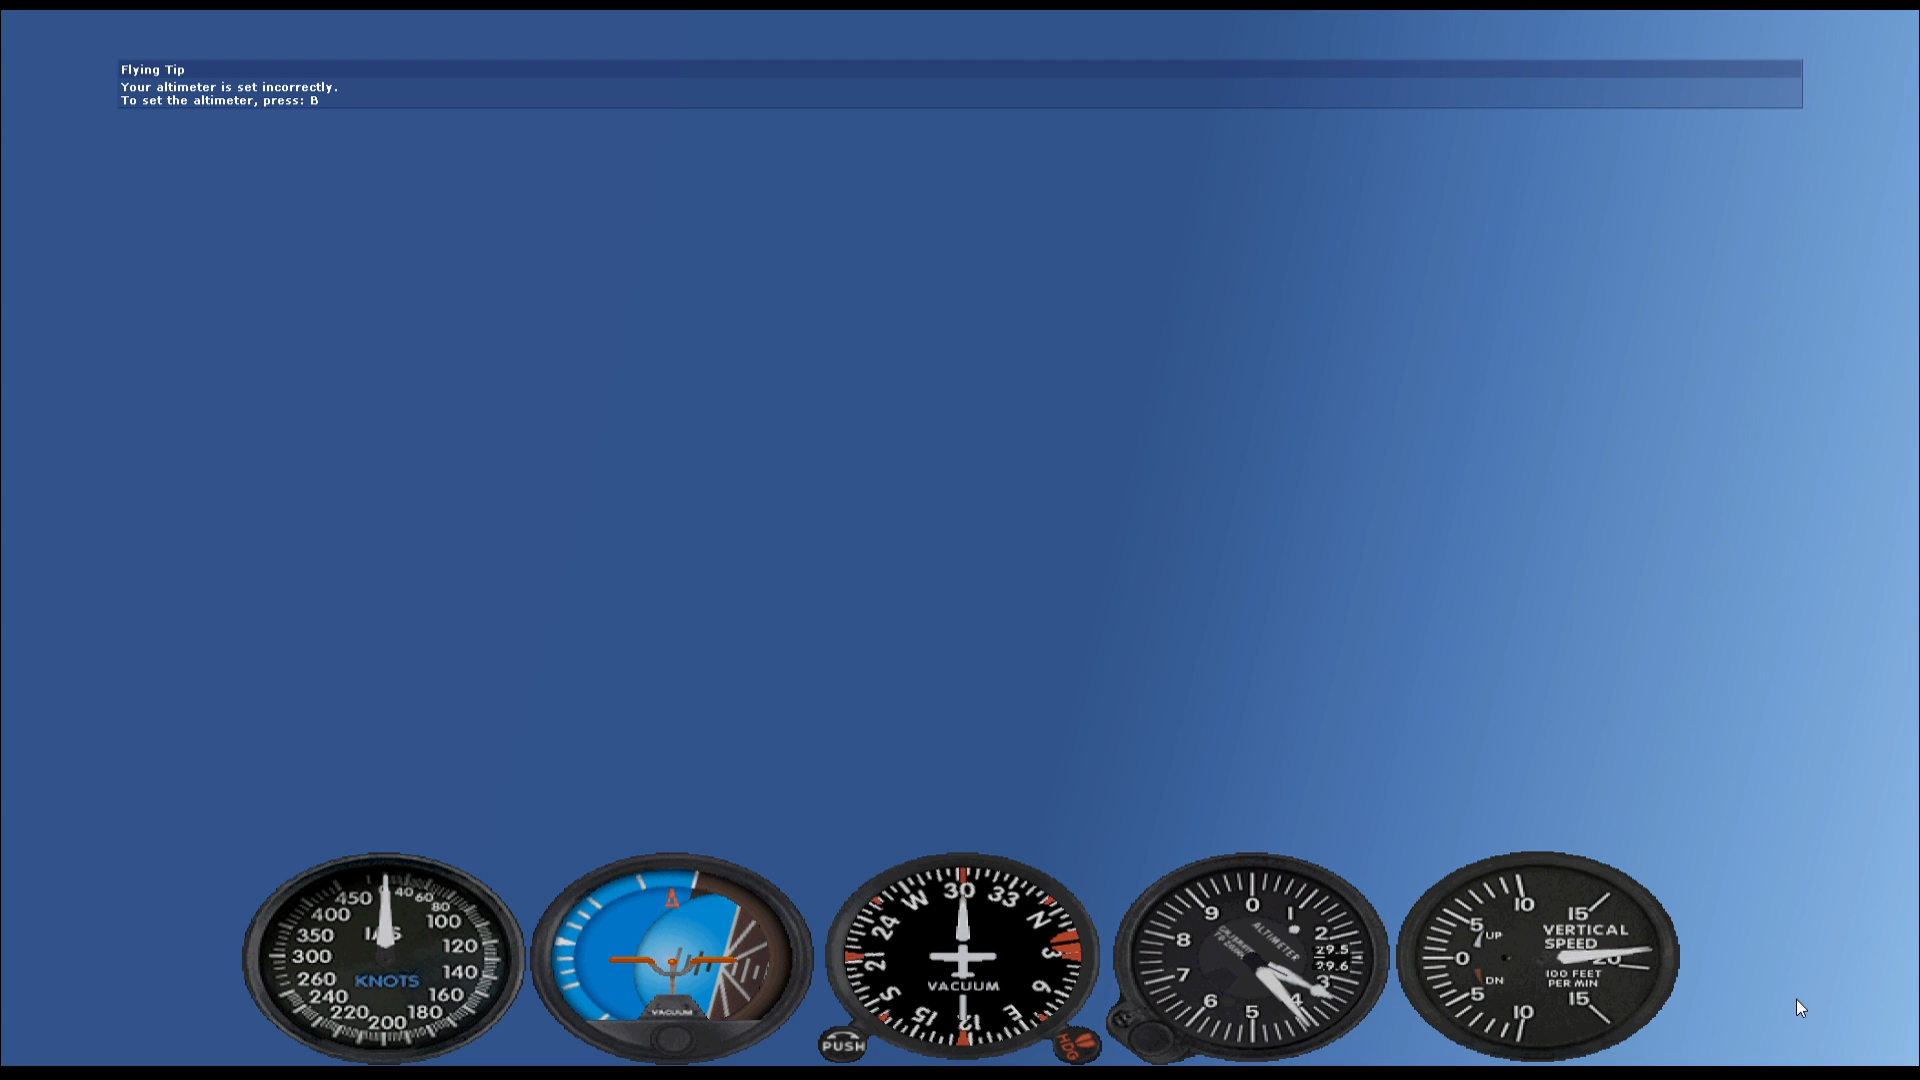 Flying Tip
Your altimeter is set incorrectly.
To set the altimeter, press: B
450 40 60 80 100 120 140 160 180 200 220 240 260 300 350 400
IAS
KNOTS
VACUUM
30 33 N 3 6 E 12 15 S 21 24 W
VACUUM
PUSH
HDG
0 1 2 3 4 5 6 7 8 9
ALTIMETER
29.5
29.6
10 15
5 UP
VERTICAL
SPEED
0 20
DN
100 FEET
PER MIN
5 15
10